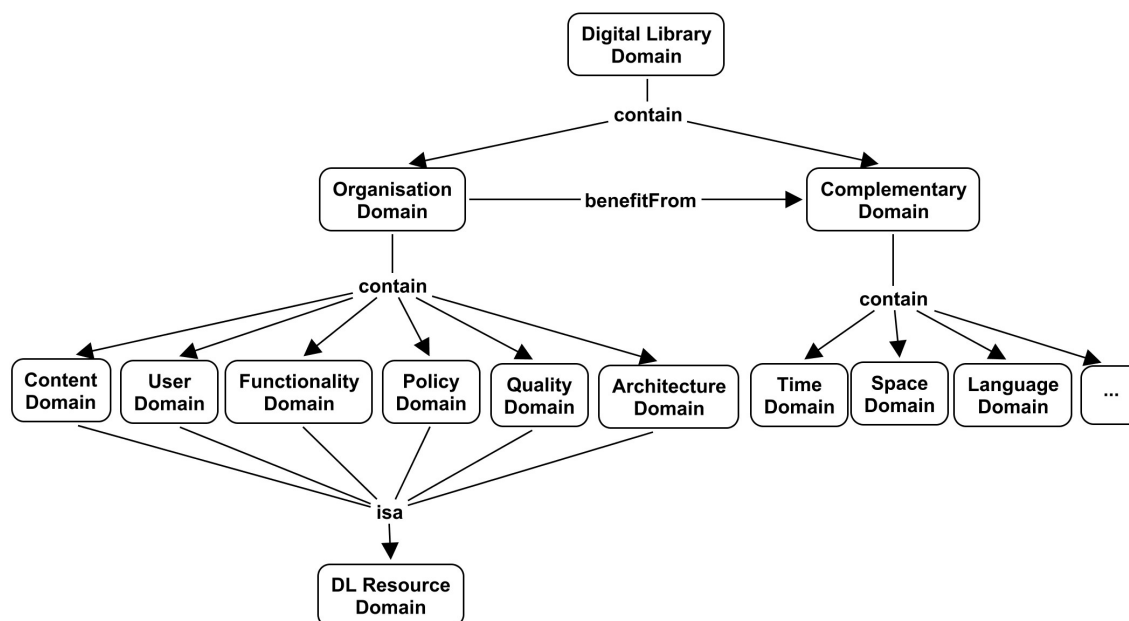 Digital Library
Domain
contain
Organisation
Domain
benefitFrom
Complementary
Domain
contain
contain
Content
Domain
User
Domain
Functionality
Domain
Policy
Domain
Quality
Domain
Architecture
Domain
Time
Domain
Space
Domain
Language
Domain
...
isa
DL Resource
Domain